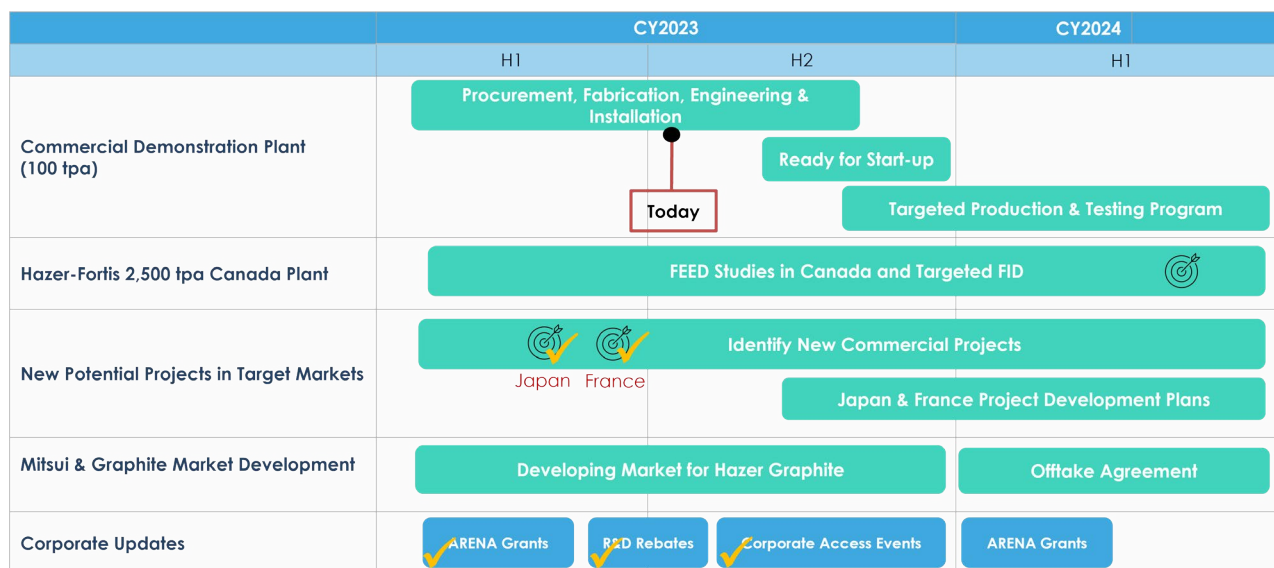 CY2023
CY2024
H1
H2
H1
Commercial Demonstration Plant
(100 tpa)
Procurement, Fabrication, Engineering &
Installation
Ready for Start-up
Today
Targeted Production & Testing Program
Hazer-Fortis 2,500 tpa Canada Plant
FEED Studies in Canada and Targeted FID
New Potential Projects in Target Markets
Identify New Commercial Projects
Japan
France
Japan & France Project Development Plans
Mitsui & Graphite Market Development
Developing Market for Hazer Graphite
Offtake Agreement
Corporate Updates
ARENA Grants
R&D Rebates
Corporate Access Events
ARENA Grants